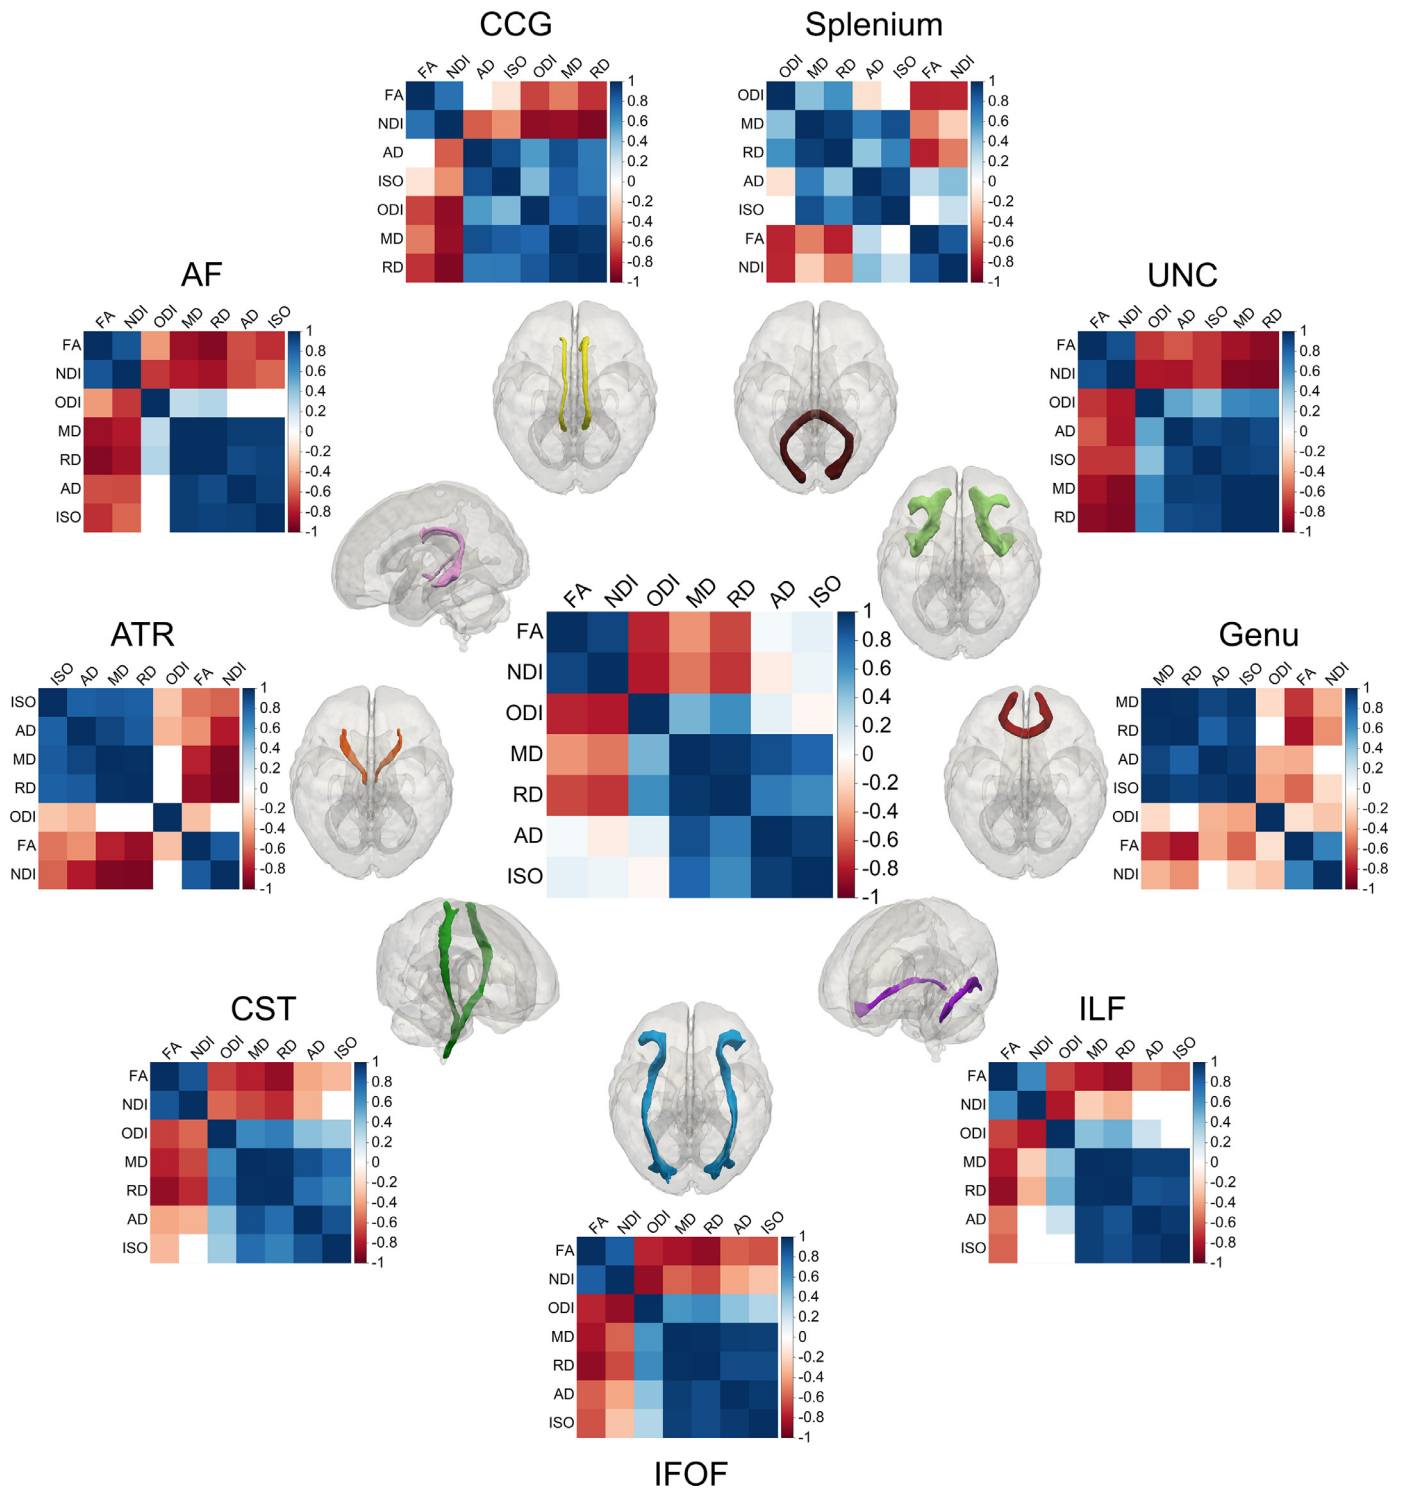 CCG
FA NDI AD ISO ODI MD RD
FA
NDI
AD
ISO
ODI
MD
RD
1
0.8
0.6
0.4
0.2
0
-0.2
-0.4
-0.6
-0.8
-1
Splenium
ODI MD RD AD ISO FA NDI
ODI
MD
RD
AD
ISO
FA
NDI
1
0.8
0.6
0.4
0.2
0
-0.2
-0.4
-0.6
-0.8
-1
AF
FA NDI ODI MD RD AD ISO
FA
NDI
ODI
MD
RD
AD
ISO
1
0.8
0.6
0.4
0.2
0
-0.2
-0.4
-0.6
-0.8
-1
UNC
FA NDI ODI AD ISO MD RD
FA
NDI
ODI
AD
ISO
MD
RD
1
0.8
0.6
0.4
0.2
0
-0.2
-0.4
-0.6
-0.8
-1
FA NDI ODI MD RD AD ISO
FA
NDI
ODI
MD
RD
AD
ISO
1
0.8
0.6
0.4
0.2
0
-0.2
-0.4
-0.6
-0.8
-1
ATR
ISO AD MD RD ODI FA NDI
ISO
AD
MD
RD
ODI
FA
NDI
1
0.8
0.6
0.4
0.2
0
-0.2
-0.4
-0.6
-0.8
-1
Genu
MD RD AD ISO ODI FA NDI
MD
RD
AD
ISO
ODI
FA
NDI
1
0.8
0.6
0.4
0.2
0
-0.2
-0.4
-0.6
-0.8
-1
CST
FA NDI ODI MD RD AD ISO
FA
NDI
ODI
MD
RD
AD
ISO
1
0.8
0.6
0.4
0.2
0
-0.2
-0.4
-0.6
-0.8
-1
ILF
FA NDI ODI MD RD AD ISO
FA
NDI
ODI
MD
RD
AD
ISO
1
0.8
0.6
0.4
0.2
0
-0.2
-0.4
-0.6
-0.8
-1
FA NDI ODI MD RD AD ISO
FA
NDI
ODI
MD
RD
AD
ISO
1
0.8
0.6
0.4
0.2
0
-0.2
-0.4
-0.6
-0.8
-1
IFOF